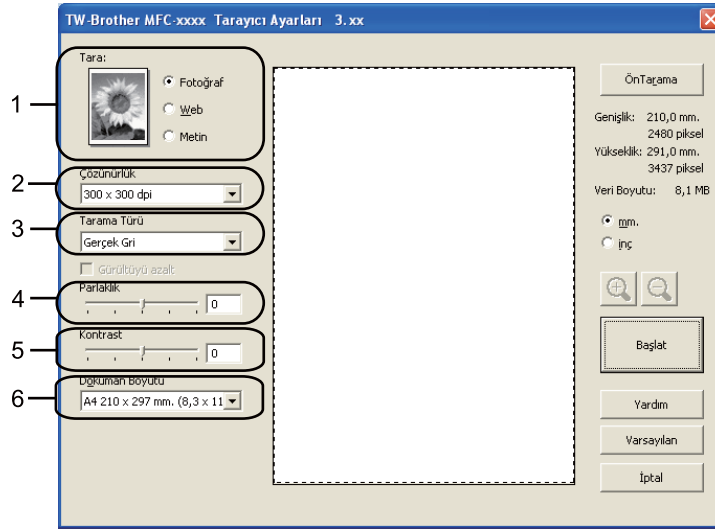 TW-Brother MFC-xxxx Tarayıcı Ayarları 3.xx
Tara:
Fotoğraf
Web
Metin
1
Çözünürlük
300 x 300 dpi
2
Tarama Türü
Gerçek Gri
3
Gürültüyü azalt
Parlaklık
0
4
Kontrast
0
5
Doküman Boyutu
A4 210 x 297 mm. (8,3 x 11
6
ÖnTarama
Genişlik: 210,0 mm.
2480 piksel
Yükseklik: 291,0 mm.
3437 piksel
Veri Boyutu: 8,1 MB
mm.
inç
Başlat
Yardım
Varsayılan
İptal